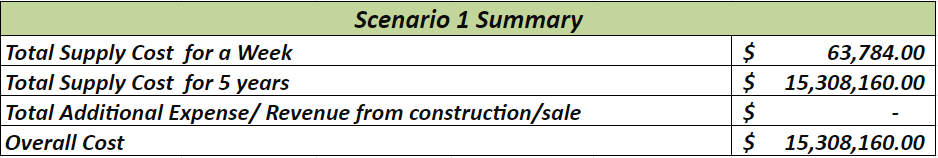 Scenario 1 Summary
Total Supply Cost for a Week $ 63,784.00
Total Supply Cost for 5 years $ 15,308,160.00
Total Additional Expense/ Revenue from construction/sale $ -
Overall Cost $ 15,308,160.00